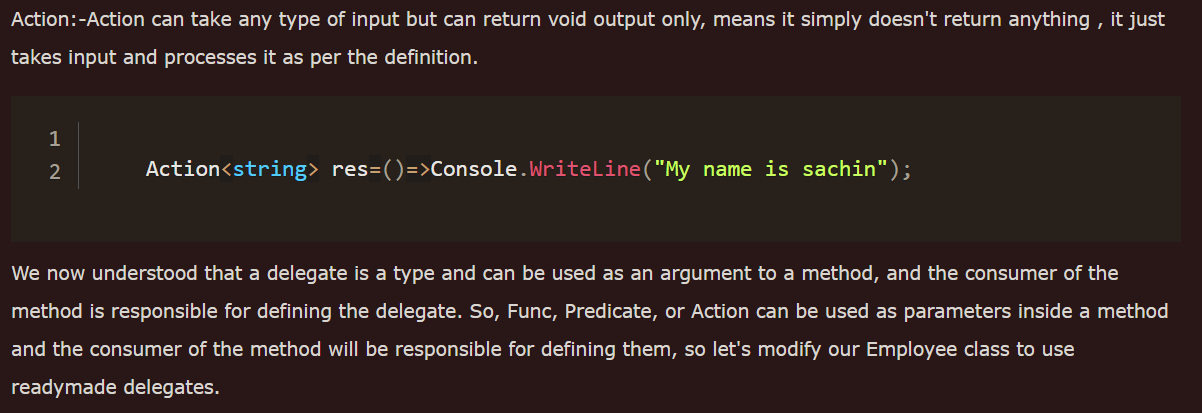 Action:-Action can take any type of input but can return void output only, means it simply doesn't return anything , it just
takes input and processes it as per the definition.
1
2 Action<string> res=()=>Console.WriteLine("My name is sachin");
We now understood that a delegate is a type and can be used as an argument to a method, and the consumer of the
method is responsible for defining the delegate. So, Func, Predicate, or Action can be used as parameters inside a method
and the consumer of the method will be responsible for defining them, so let's modify our Employee class to use
readymade delegates.